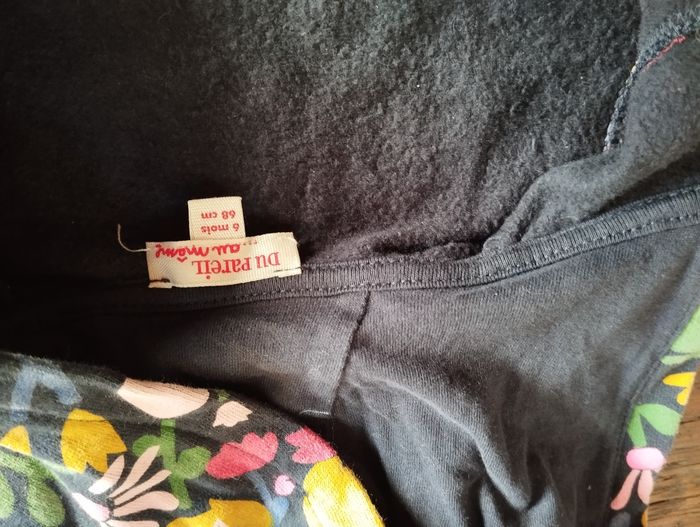 DU PAREIL
...au même
6 mois
68 cm